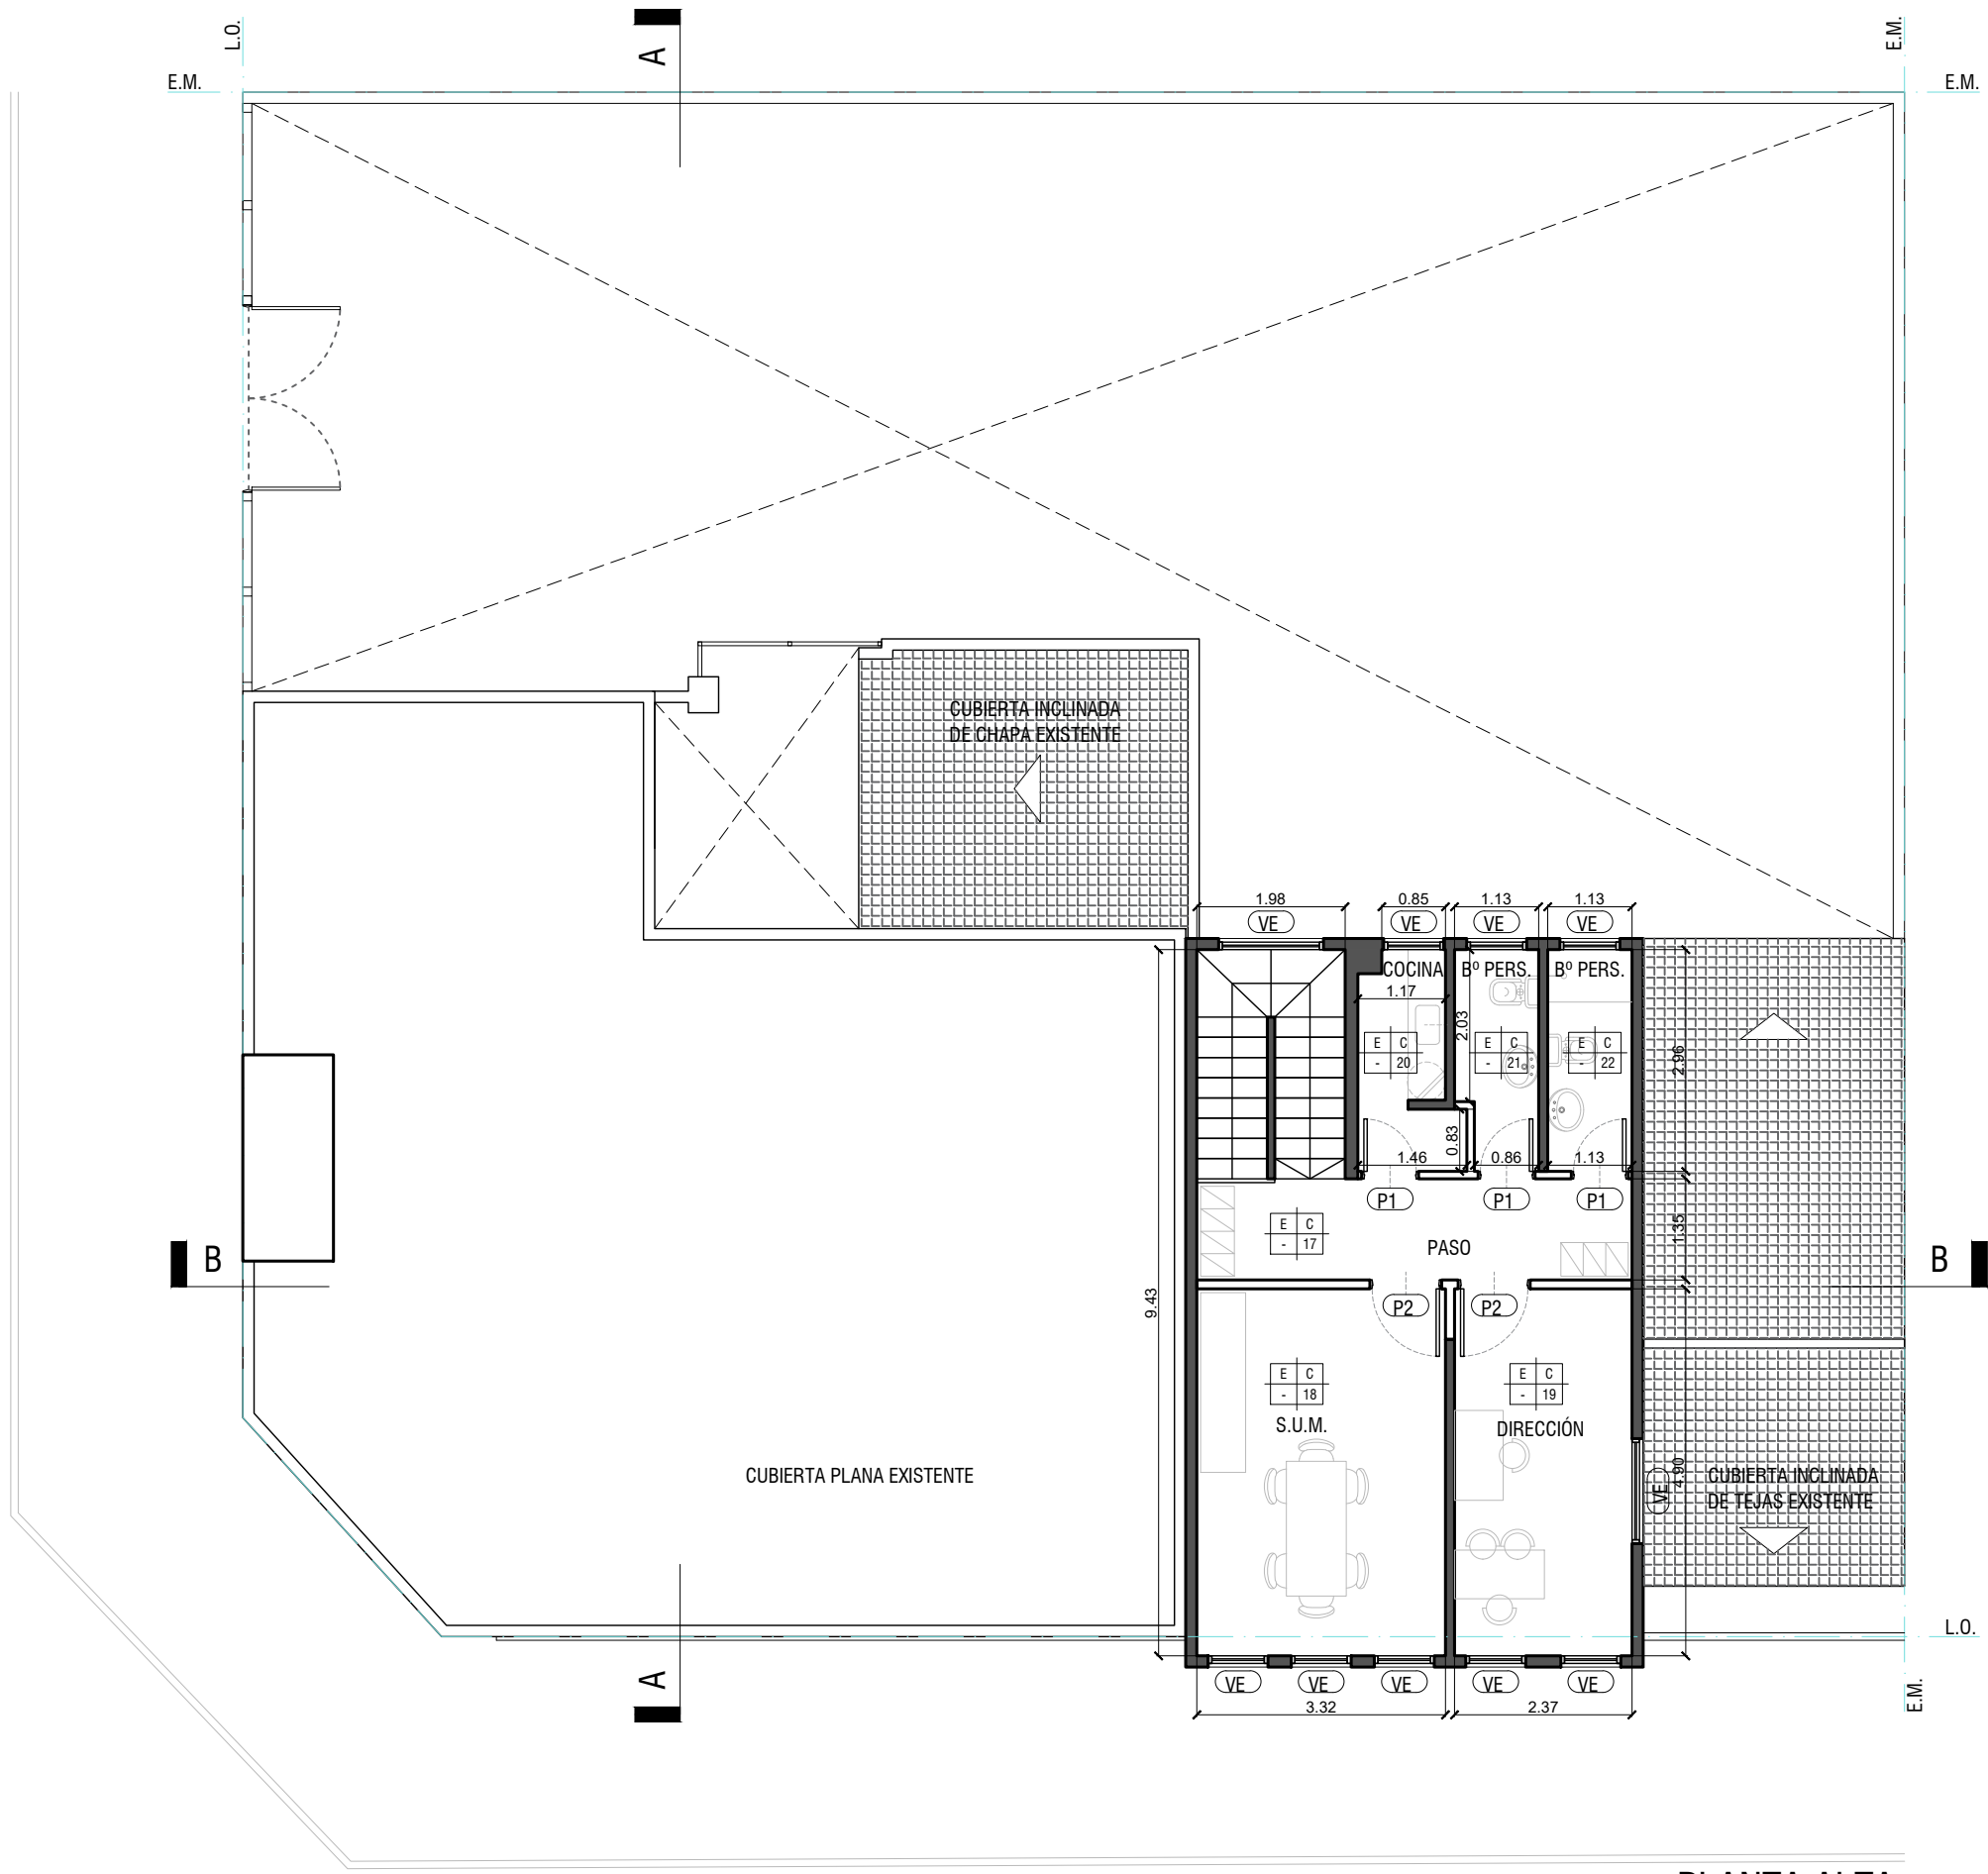 L.O.
A
E.M.
E.M.
E.M.
CUBIERTA INCLINADA
DE CHAPA EXISTENTE
1.98
0.85
1.13
1.13
VE
VE
VE
VE
COCINA
Bº PERS.
Bº PERS.
1.17
2.03
E C
- 20
E C
- 21
E C
- 22
2.96
0.83
1.46
0.86
1.13
P1
P1
P1
E C
- 17
PASO
1.35
B
B
9.43
P2
P2
E C
- 18
S.U.M.
E C
- 19
DIRECCIÓN
CUBIERTA PLANA EXISTENTE
VE
4.90
CUBIERTA INCLINADA
DE TEJAS EXISTENTE
L.O.
A
VE
VE
VE
VE
VE
3.32
2.37
E.M.